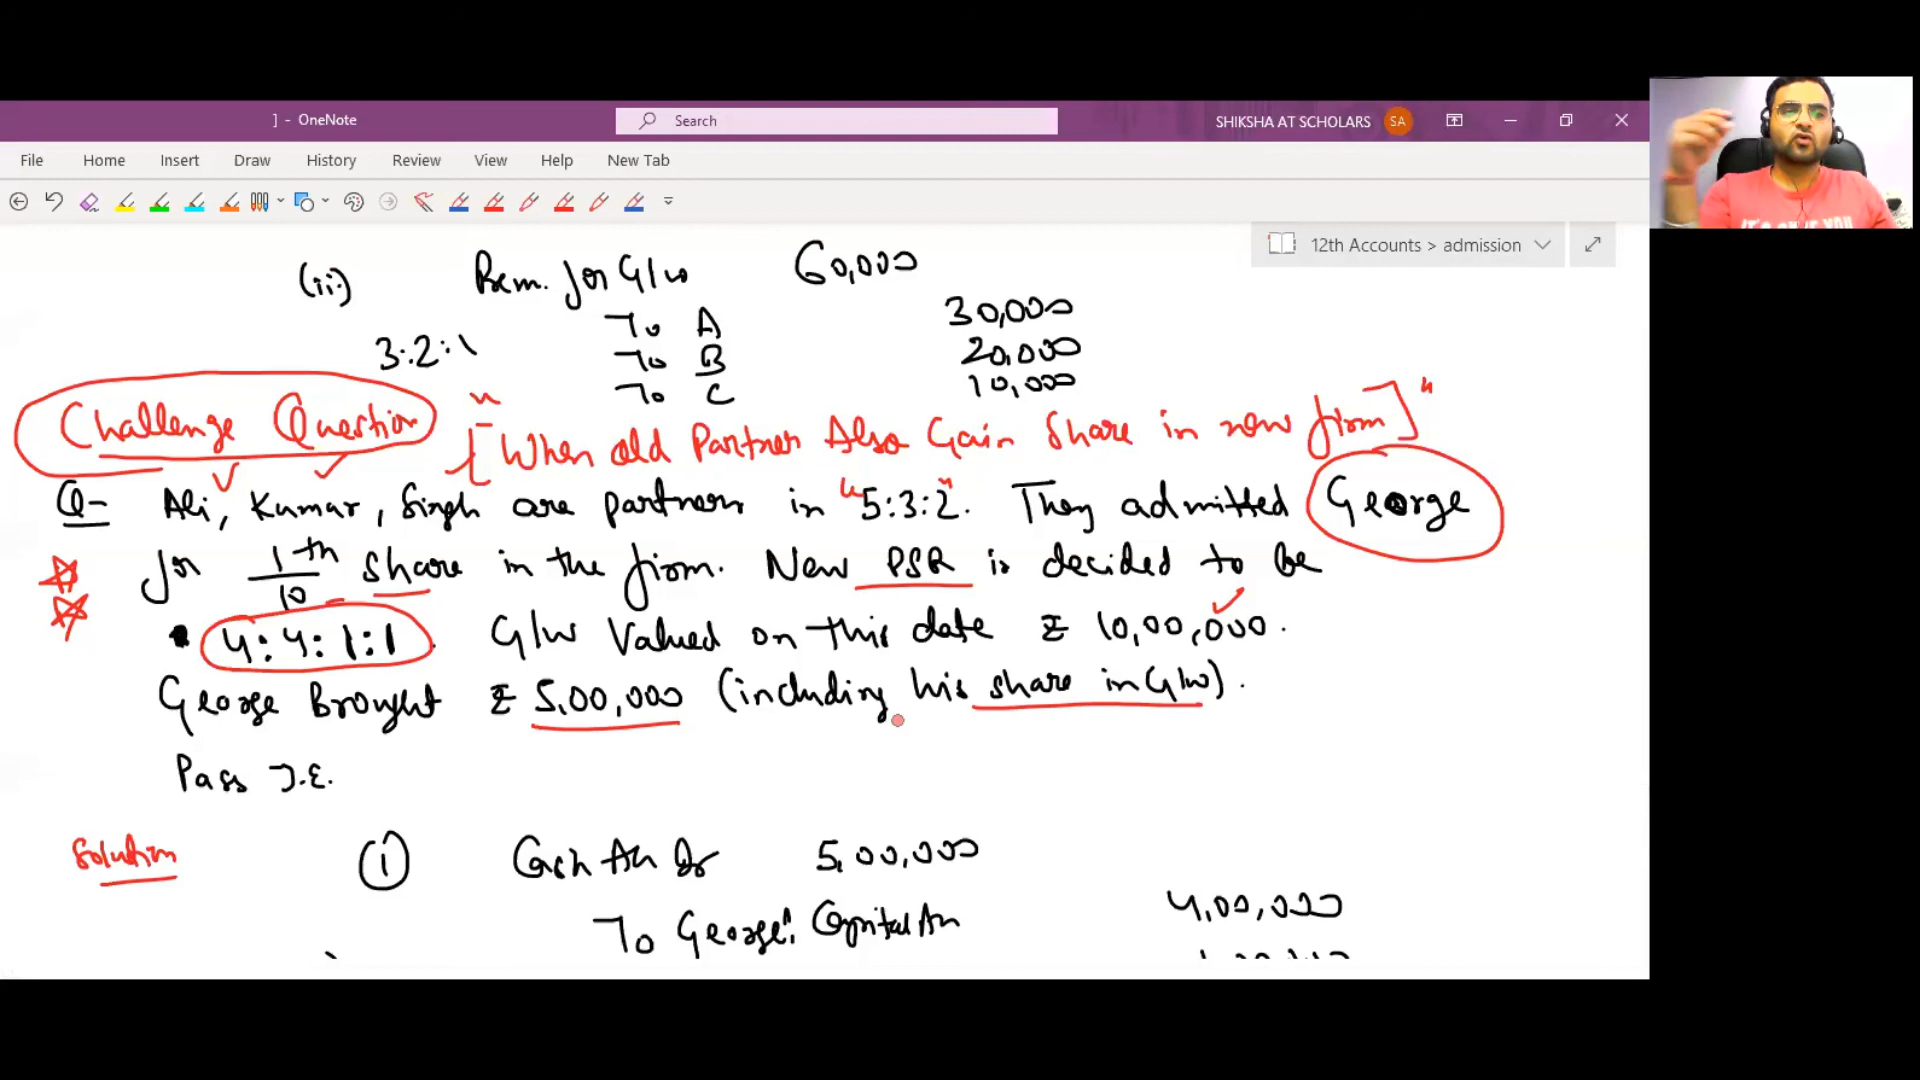 ] - OneNote
Search
SHIKSHA AT SCHOLARS SA
File Home Insert Draw History Review View Help New Tab
12th Accounts > admission
(ii) Prem. for G/w 60,000
To A 30,000
3:2:1 To B 20,000
To C 10,000
Challenge Question "[When old Partner Also Gain Share in new firm]"
Q- Ali, Kumar, Singh are partners in "5:3:2". They admitted George
for 1/10 th share in the firm. New PSR is decided to be
4:4:1:1. G/w Valued on this date ₹ 10,00,000.
George Brought ₹ 5,00,000 (including his share in G/w).
Pass J.E.
Solution (1) Cash A/c Dr 5,00,000
To George's Capital A/c 4,00,000